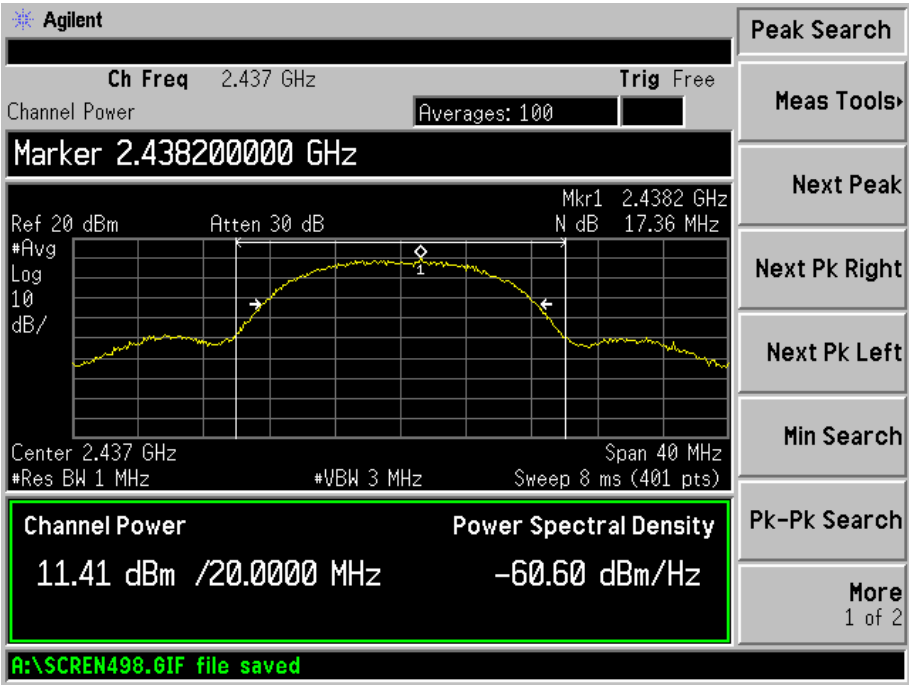 Agilent
Peak Search
Ch Freq 2.437 GHz Trig Free
Channel Power Averages: 100
Marker 2.438200000 GHz
Mkr1 2.4382 GHz
Ref 20 dBm Atten 30 dB N dB 17.36 MHz
#Avg
Log
10
dB/
1
Center 2.437 GHz Span 40 MHz
#Res BW 1 MHz #VBW 3 MHz Sweep 8 ms (401 pts)
Channel Power Power Spectral Density
11.41 dBm /20.0000 MHz -60.60 dBm/Hz
A:\SCREN498.GIF file saved
Meas Tools
Next Peak
Next Pk Right
Next Pk Left
Min Search
Pk-Pk Search
More
1 of 2